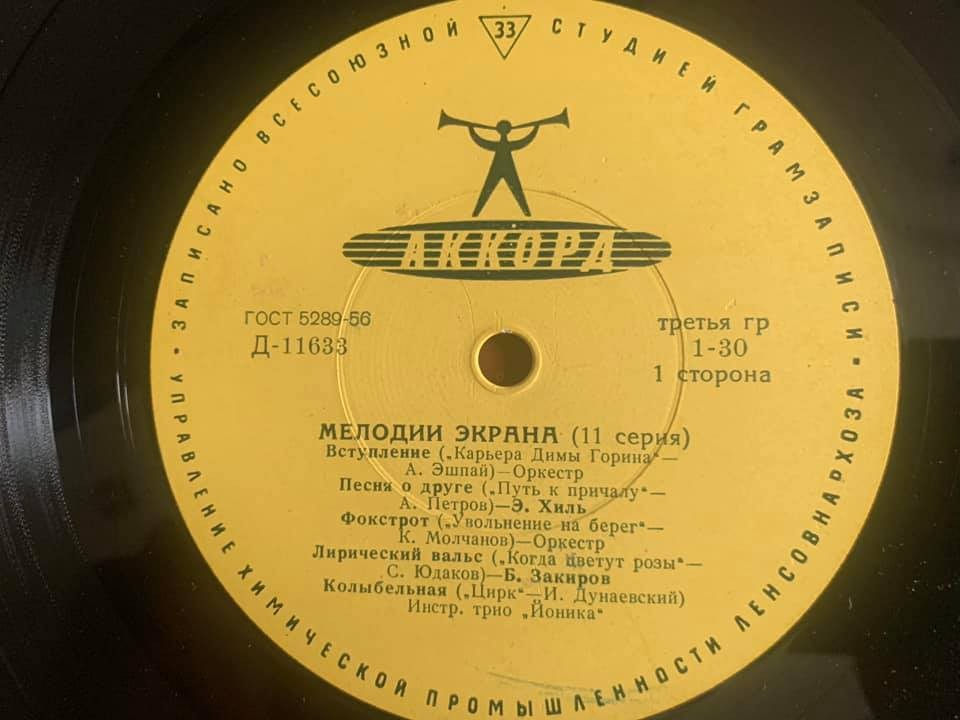 ЗАПИСАНО ВСЕСОЮЗНОЙ 33 СТУДИЕЙ ГРАМЗАПИСИ
АККОРД
ГОСТ 5289-56
Д-11633
третья гр
1-30
1 сторона
МЕЛОДИИ ЭКРАНА (11 серия)
Вступление („Карьера Димы Горина“—
А. Эшпай)—Оркестр
Песня о друге („Путь к причалу“—
А. Петров)—Э. Хиль
Фокстрот („Увольнение на берег“—
К. Молчанов)—Оркестр
Лирический вальс („Когда цветут розы“—
С. Юдаков)—Б. Закиров
Колыбельная („Цирк“—И. Дунаевский)
Инстр. трио „Йоника“
• УПРАВЛЕНИЕ ХИМИЧЕСКОЙ ПРОМЫШЛЕННОСТИ ЛЕНСОВНАРХОЗА •